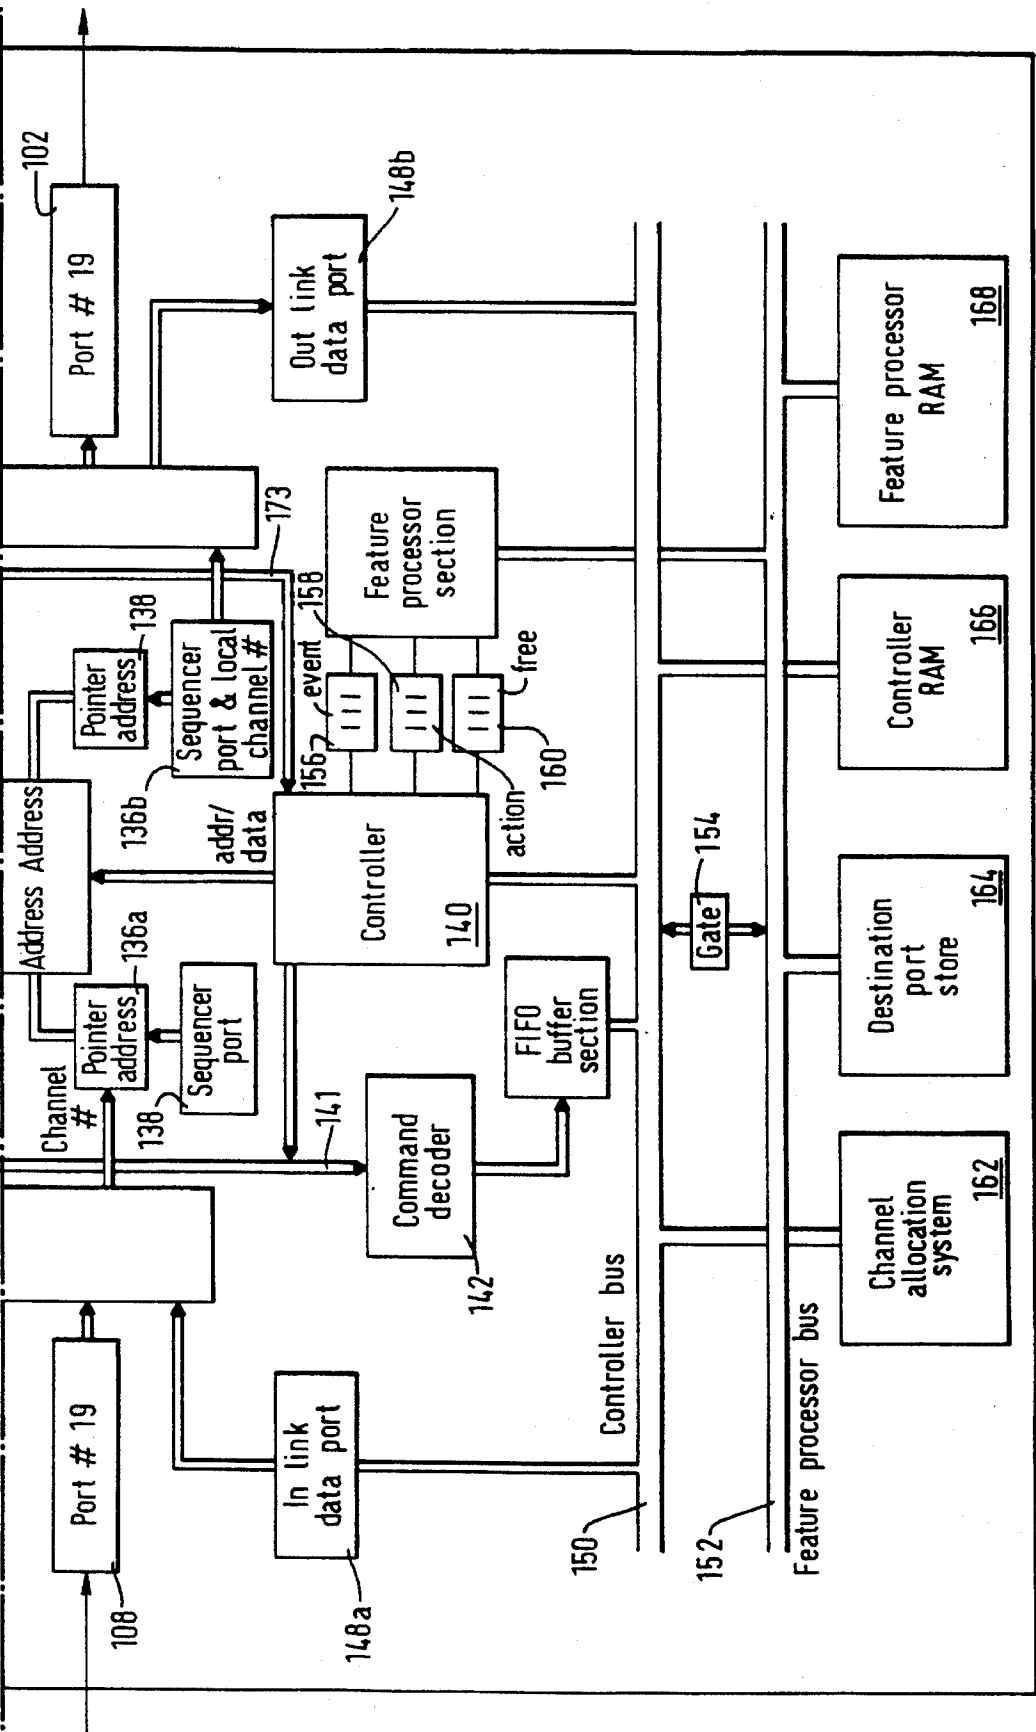 Port # 19
108
Port # 19
102
Channel
#
Pointer
address
136a
Sequencer
port
138
Address Address
Pointer
address
138
Sequencer
port & local
channel #
136b
173
addr/
data
141
In link
data port
148a
Command
decoder
142
FIFO
buffer
section
Controller
140
156
event
158
action
160
free
Feature
processor
section
Out link
data port
148b
Controller bus
150
Gate
154
152
Feature processor bus
Channel
allocation
system
162
Destination
port
store
164
Controller
RAM
166
Feature processor
RAM
168